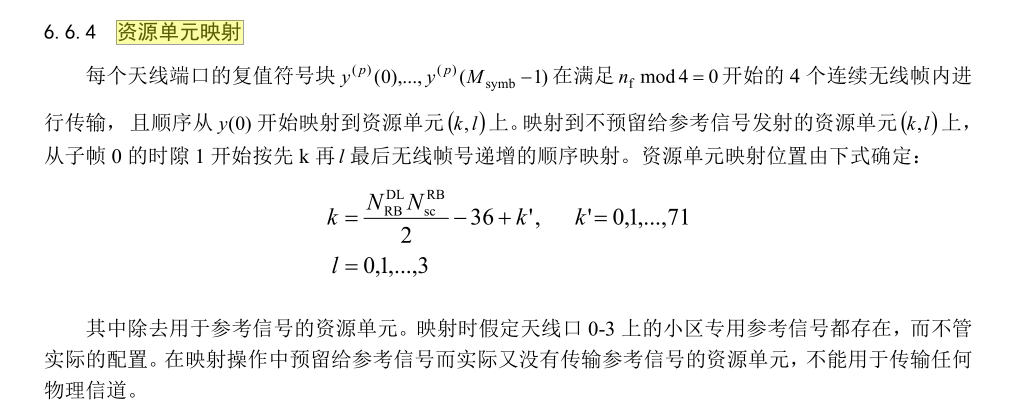 6.6.4 资源单元映射
每个天线端口的复值符号块 y^(p)(0),..., y^(p)(M_symb −1) 在满足 n_f mod 4 = 0 开始的 4 个连续无线帧内进
行传输， 且顺序从 y(0) 开始映射到资源单元 (k,l) 上。映射到不预留给参考信号发射的资源单元 (k,l) 上，
从子帧 0 的时隙 1 开始按先 k 再 l 最后无线帧号递增的顺序映射。资源单元映射位置由下式确定：
k = \frac{N_{RB}^{DL} N_{sc}^{RB}}{2} − 36 + k', k' = 0,1,...,71
l = 0,1,...,3
其中除去用于参考信号的资源单元。映射时假定天线口 0-3 上的小区专用参考信号都存在，而不管
实际的配置。在映射操作中预留给参考信号而实际又没有传输参考信号的资源单元，不能用于传输任何
物理信道。